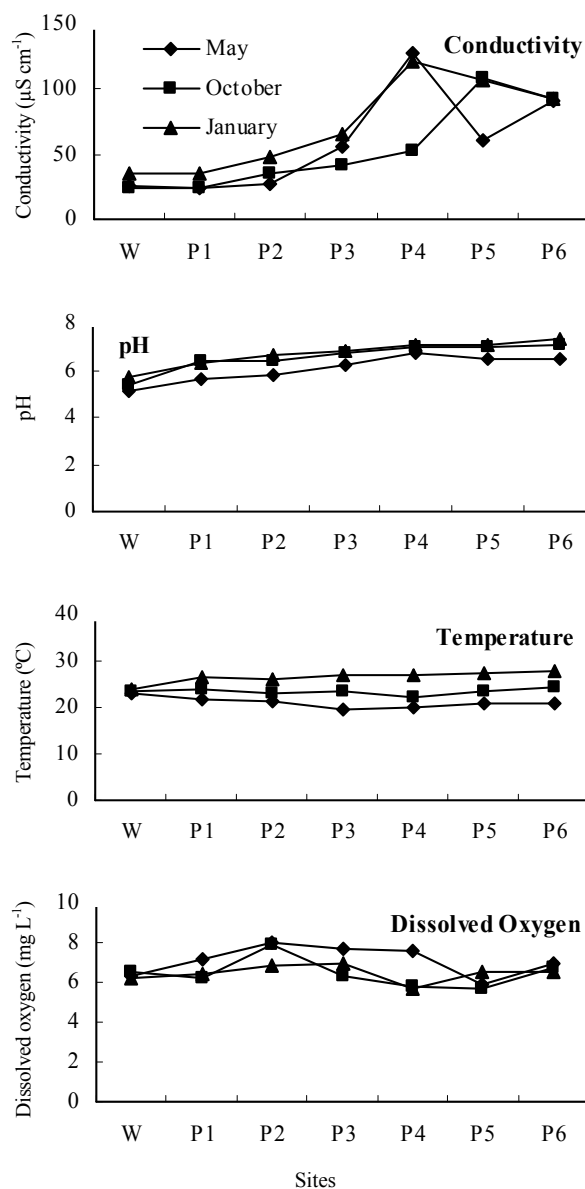 150
100
50
0
Conductivity (µS cm⁻¹)
May
October
January
Conductivity
W P1 P2 P3 P4 P5 P6
8
6
4
2
0
pH
pH
W P1 P2 P3 P4 P5 P6
40
30
20
10
0
Temperature (ºC)
Temperature
W P1 P2 P3 P4 P5 P6
10
8
6
4
2
0
Dissolved oxygen (mg L⁻¹)
Dissolved Oxygen
W P1 P2 P3 P4 P5 P6
Sites